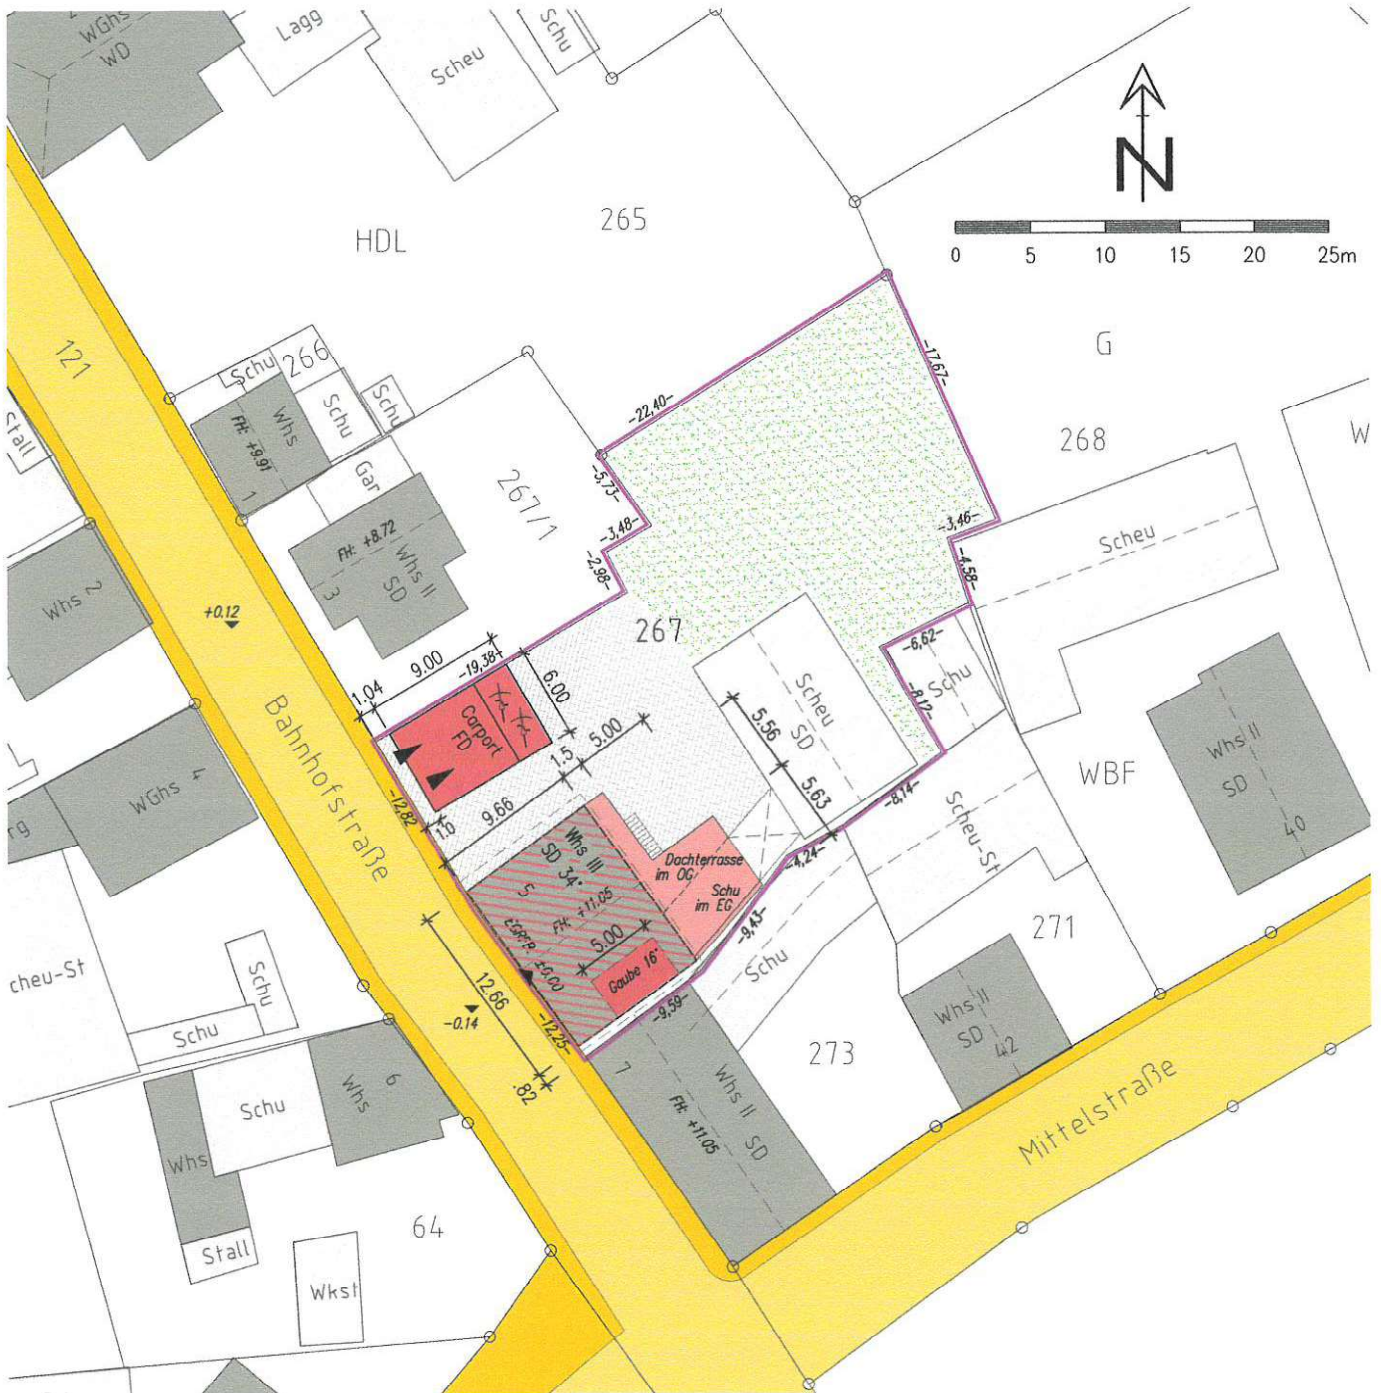 WGhs
WD
Lagg
Scheu
Schu
N
0 5 10 15 20 25m
265
HDL
G
121
Schu
266
Schu
Schu
Whs
FH: +9.91
1
Stall
-22,40-
-17,67-
268
W
Gar
267/1
-5,73-
-3,48-
-2,98-
-3,46-
-4,58-
Scheu
FH: +8.72
Whs II
SD
3
Whs 2
+0.12
267
-6,62-
Schu
-8,12-
9.00
-19,38-
1.04
6.00
Carport
FD
1.5
5.00
Scheu
SD
5.56
5.63
-8,14-
Whs II
SD
40
WBF
Bahnhofstraße
WGhs 4
rg
-12,82
1.0
9.66
Whs III
SD 34°
FH: +11.05
5
EGRFB. ±0.00
5.00
Gaube 16°
Dachterrasse
im OG
Schu
im EG
-4,24-
-9,43-
Scheu-St
271
cheu-St
Schu
Schu
12.66
-0.14
-12,25-
.82
-9,59-
Schu
273
Whs II
SD
42
7
Whs II
SD
FH: +11.05
Mittelstraße
Whs
6
Schu
Whs
Stall
64
Wkst